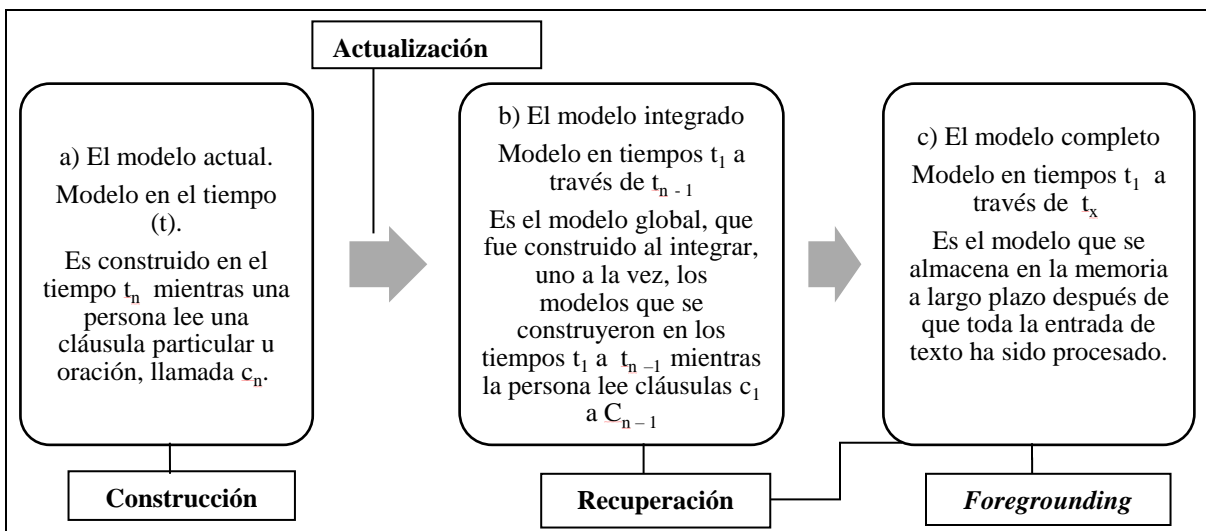 Actualización
a) El modelo actual.
Modelo en el tiempo
(t).
Es construido en el
tiempo tn mientras una
persona lee una
cláusula particular u
oración, llamada cn.
b) El modelo integrado
Modelo en tiempos t1 a
través de tn - 1
Es el modelo global, que
fue construido al integrar,
uno a la vez, los
modelos que se
construyeron en los
tiempos t1 a tn –1 mientras
la persona lee cláusulas c1
a Cn – 1
c) El modelo completo
Modelo en tiempos t1 a
través de tx
Es el modelo que se
almacena en la memoria
a largo plazo después de
que toda la entrada de
texto ha sido procesado.
Construcción
Recuperación
Foregrounding